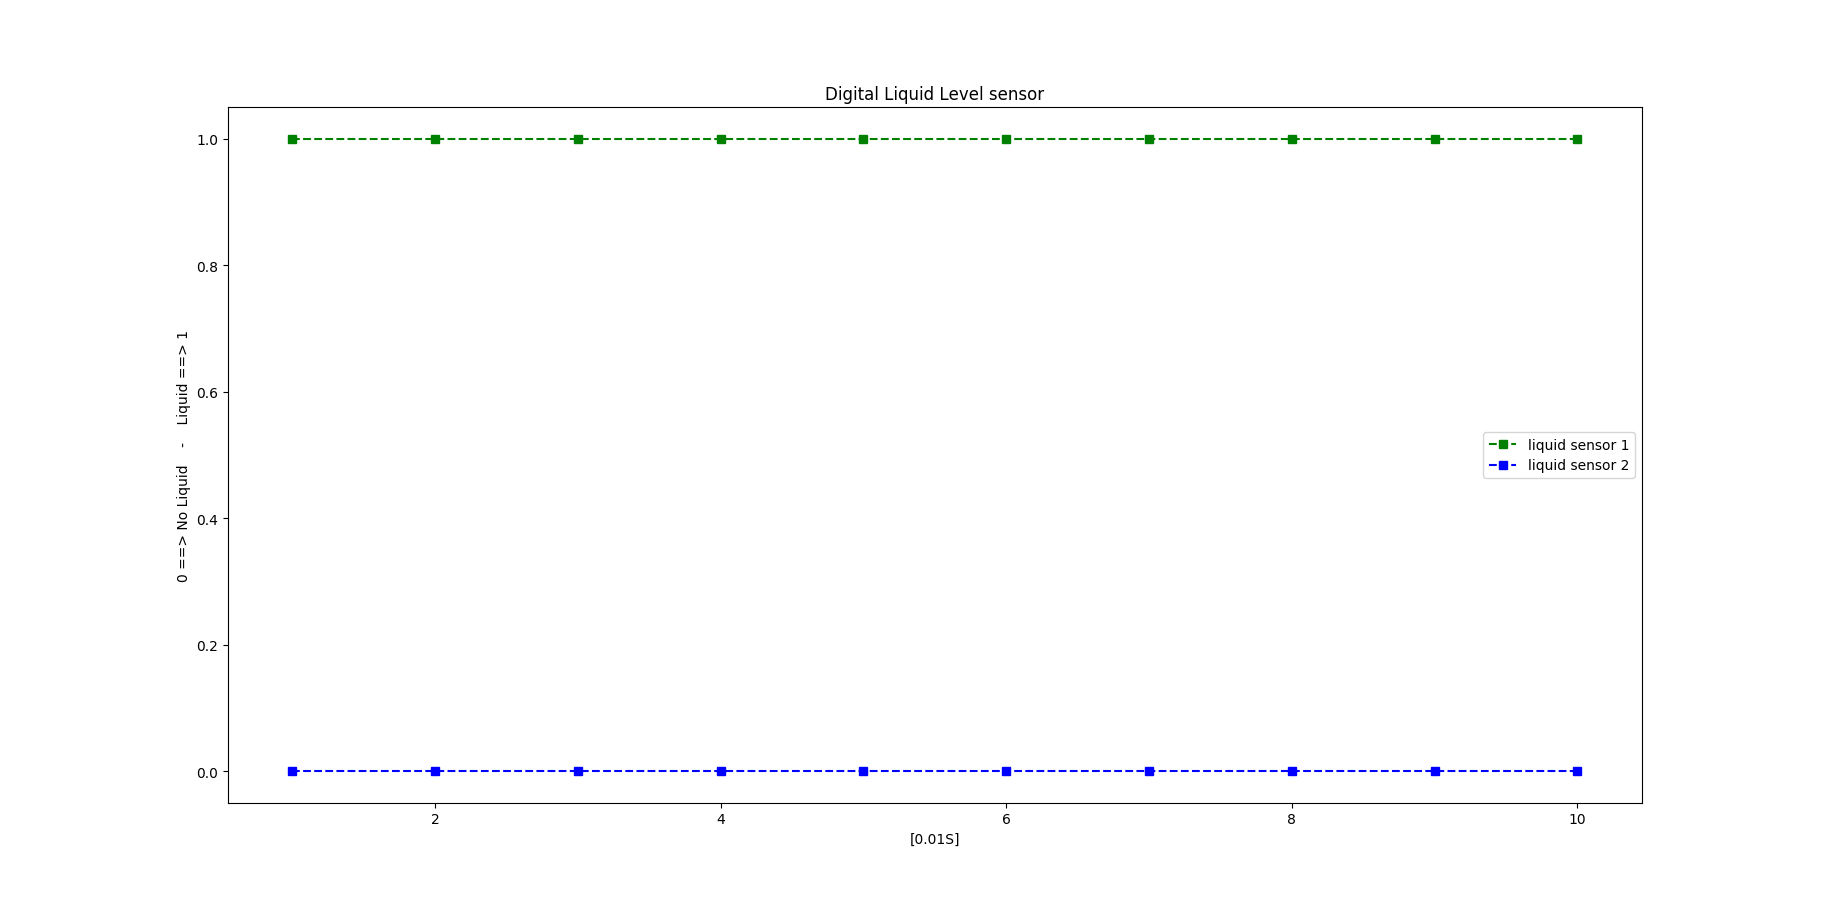 Digital Liquid Level sensor
1.0
0.8
0.6
0.4
0.2
0.0
0 ==> No Liquid    -    Liquid ==> 1
liquid sensor 1
liquid sensor 2
2 4 6 8 10
[0.01S]